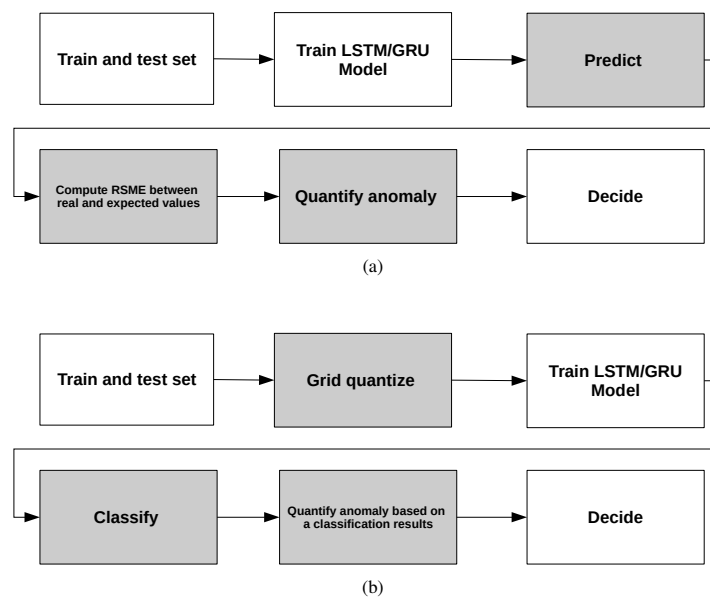 Train and test set
Train LSTM/GRU
Model
Predict
Compute RSME between
real and expected values
Quantify anomaly
Decide
(a)
Train and test set
Grid quantize
Train LSTM/GRU
Model
Classify
Quantify anomaly based on
a classification results
Decide
(b)